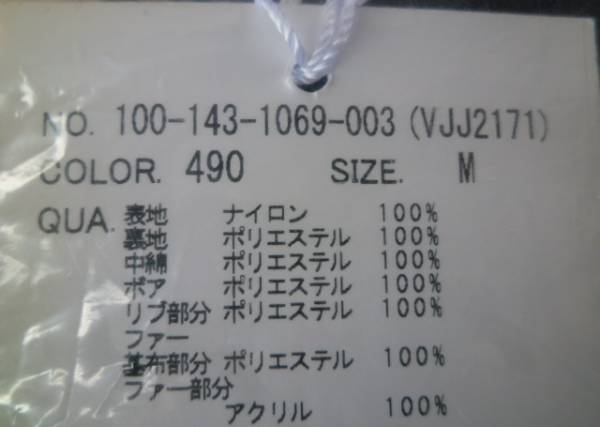 NO. 100-143-1069-003 (VJJ2171)
COLOR. 490 SIZE. M
QUA. 表地 ナイロン 100%
裏地 ポリエステル 100%
中綿 ポリエステル 100%
ボア ポリエステル 100%
リブ部分 ポリエステル 100%
ファー
基布部分 ポリエステル 100%
ファー部分
アクリル 100%